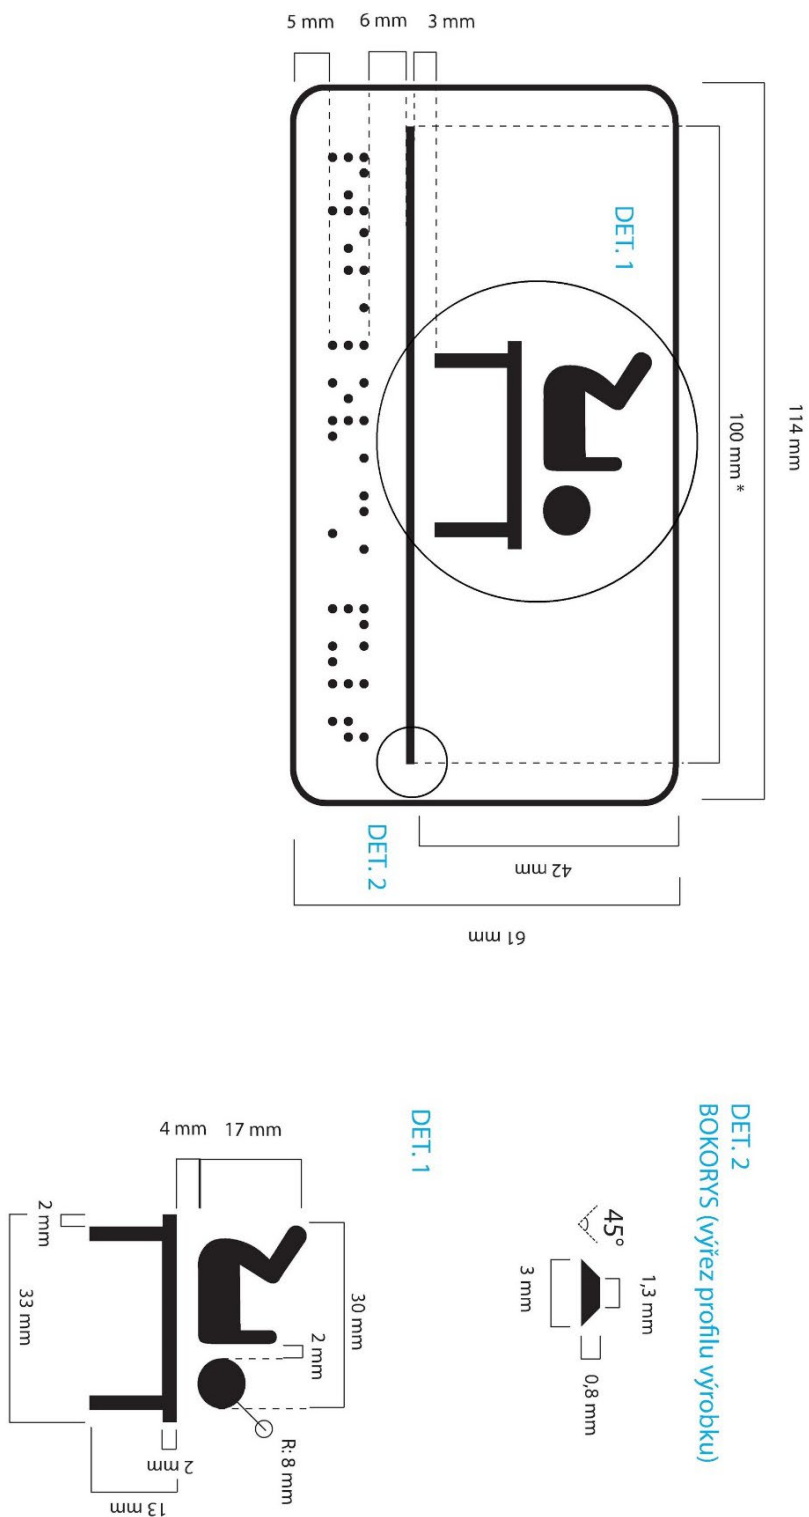 5 mm
6 mm
3 mm
DET. 1
114 mm
100 mm *
DET. 2
42 mm
61 mm
DET. 2
BOKORYS (výřez profilu výrobku)
45°
3 mm
1,3 mm
0,8 mm
DET. 1
4 mm
17 mm
2 mm
33 mm
30 mm
2 mm
R: 8 mm
2 mm
13 mm